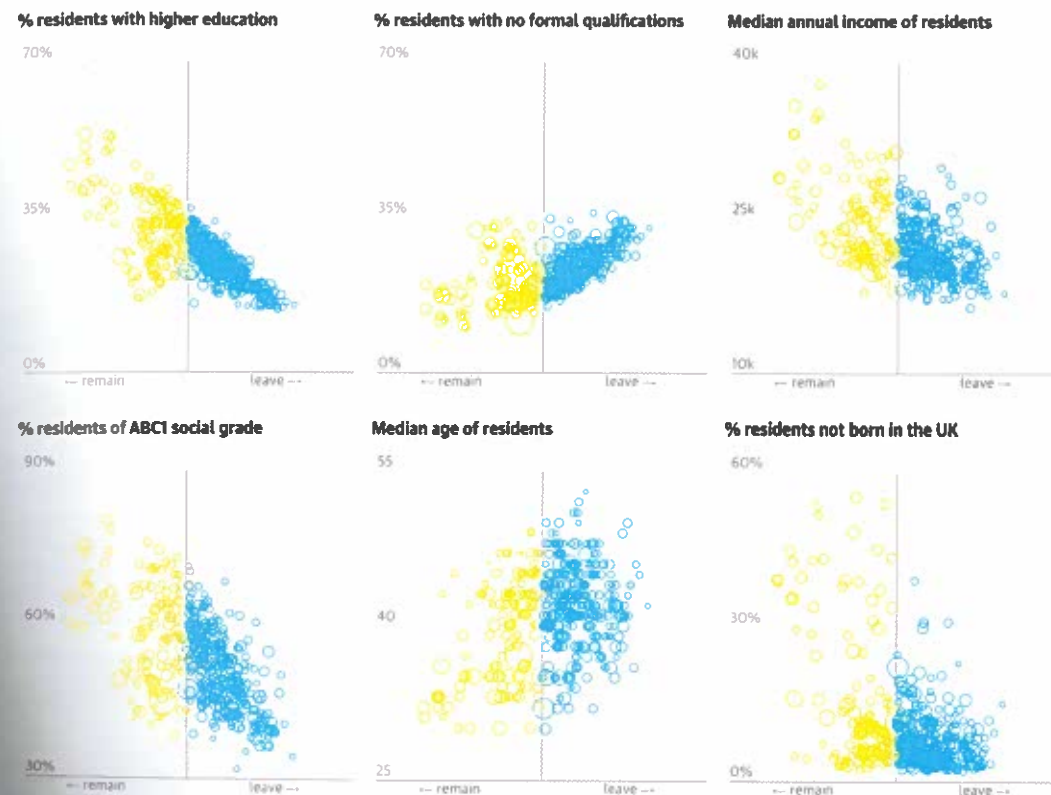 % residents with higher education
70%
35%
0%
← remain
leave →
% residents with no formal qualifications
70%
35%
0%
← remain
leave →
Median annual income of residents
40k
25k
10k
← remain
leave →
% residents of ABC1 social grade
90%
60%
30%
← remain
leave →
Median age of residents
55
40
25
← remain
leave →
% residents not born in the UK
60%
30%
0%
← remain
leave →